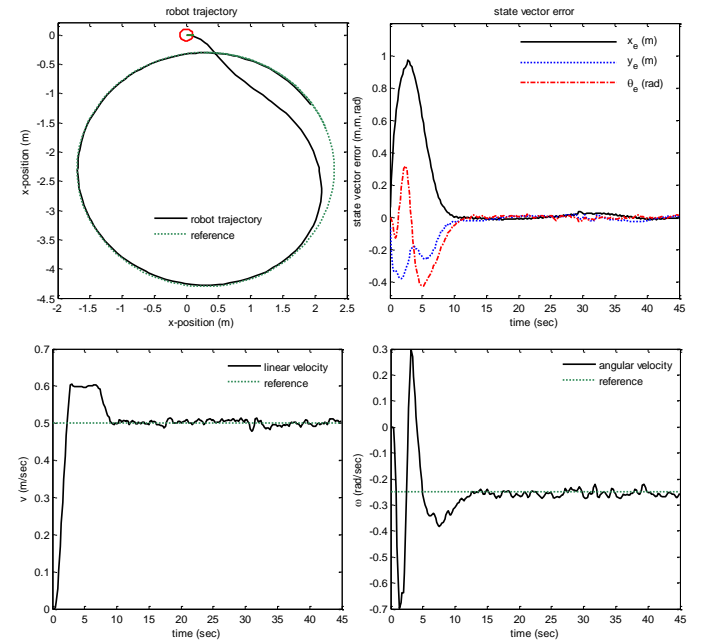 robot trajectory
0
-0.5
-1
-1.5
-2
-2.5
-3
-3.5
-4
-4.5
x-position (m)
robot trajectory
reference
-2 -1.5 -1 -0.5 0 0.5 1 1.5 2 2.5
x-position (m)
state vector error
1
0.8
0.6
0.4
0.2
0
-0.2
-0.4
state vector error (m,m,rad)
x_e (m)
y_e (m)
θ_e (rad)
0 5 10 15 20 25 30 35 40 45
time (sec)
0.7
0.6
0.5
0.4
0.3
0.2
0.1
0
v (m/sec)
linear velocity
reference
0 5 10 15 20 25 30 35 40 45
time (sec)
0.3
0.2
0.1
0
-0.1
-0.2
-0.3
-0.4
-0.5
-0.6
-0.7
ω (rad/sec)
angular velocity
reference
0 5 10 15 20 25 30 35 40 45
time (sec)